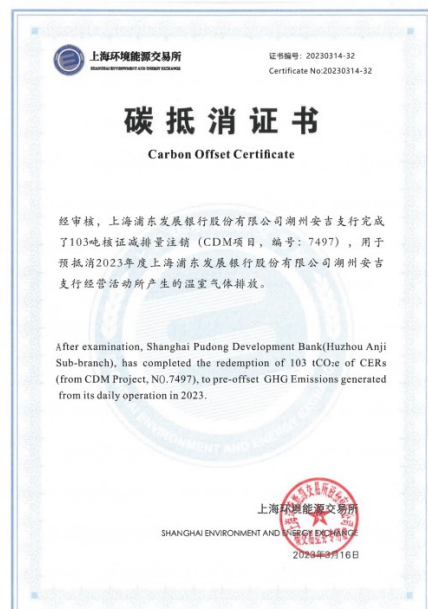 上海环境能源交易所
SHANGHAI ENVIRONMENT AND ENERGY EXCHANGE
证书编号：20230314-32
Certificate No:20230314-32
碳抵消证书
Carbon Offset Certificate
经审核，上海浦东发展银行股份有限公司湖州安吉支行完成
了103吨核证减排量注销（CDM项目，编号：7497），用于
预抵消2023年度上海浦东发展银行股份有限公司湖州安吉
支行经营活动所产生的温室气体排放。
After examination, Shanghai Pudong Development Bank(Huzhou Anji
Sub-branch), has completed the redemption of 103 tCO₂e of CERs
(from CDM Project, NO.7497), to pre-offset GHG Emissions generated
from its daily operation in 2023.
上海环境能源交易所
SHANGHAI ENVIRONMENT AND ENERGY EXCHANGE
2023年3月16日